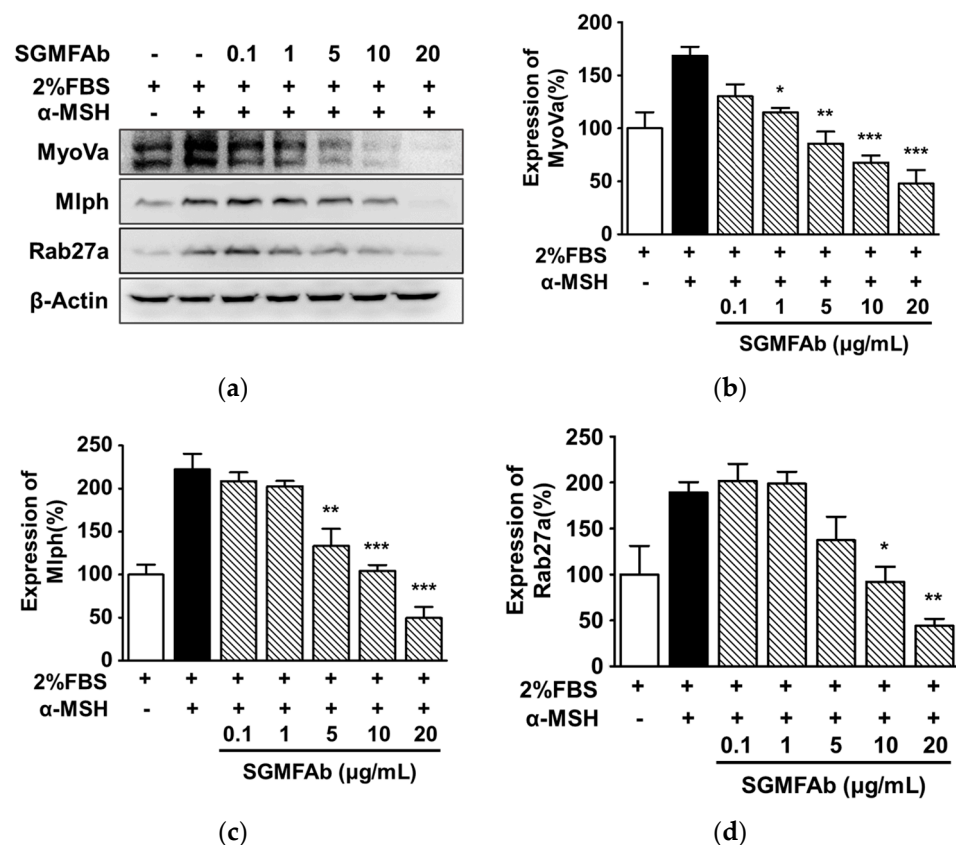 SGMFAb - - 0.1 1 5 10 20
2%FBS + + + + + + +
α-MSH - + + + + + +
MyoVa
Mlph
Rab27a
β-Actin
(a)
Expression of
MyoVa(%)
200
150
100
50
0
* ** *** ***
2%FBS + + + + + + +
α-MSH - + + + + + +
0.1 1 5 10 20
SGMFAb (μg/mL)
(b)
Expression of
Mlph(%)
250
200
150
100
50
0
** *** ***
2%FBS + + + + + + +
α-MSH - + + + + + +
0.1 1 5 10 20
SGMFAb (μg/mL)
(c)
Expression of
Rab27a(%)
250
200
150
100
50
0
* **
2%FBS + + + + + + +
α-MSH - + + + + + +
0.1 1 5 10 20
SGMFAb (μg/mL)
(d)